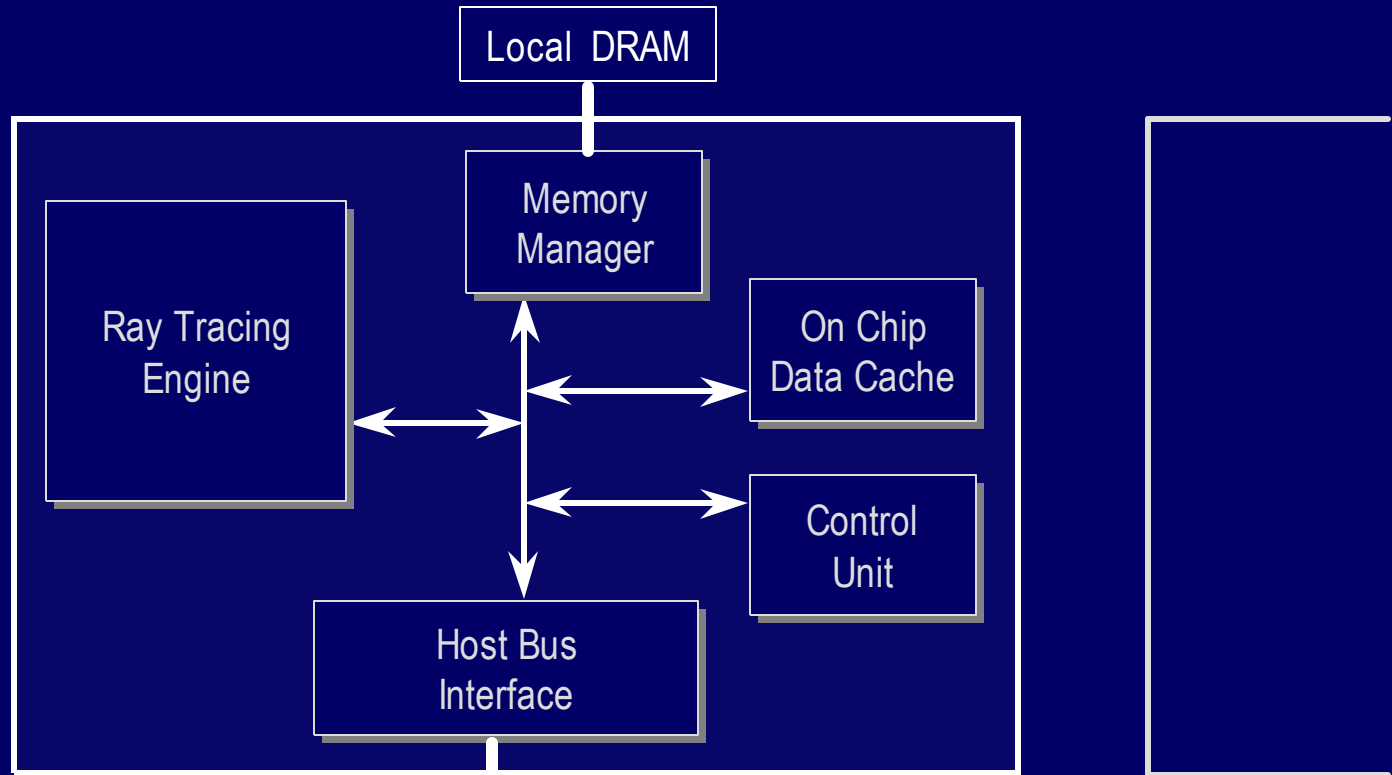 Local DRAM
Memory
Manager
Ray Tracing
Engine
On Chip
Data Cache
Control
Unit
Host Bus
Interface